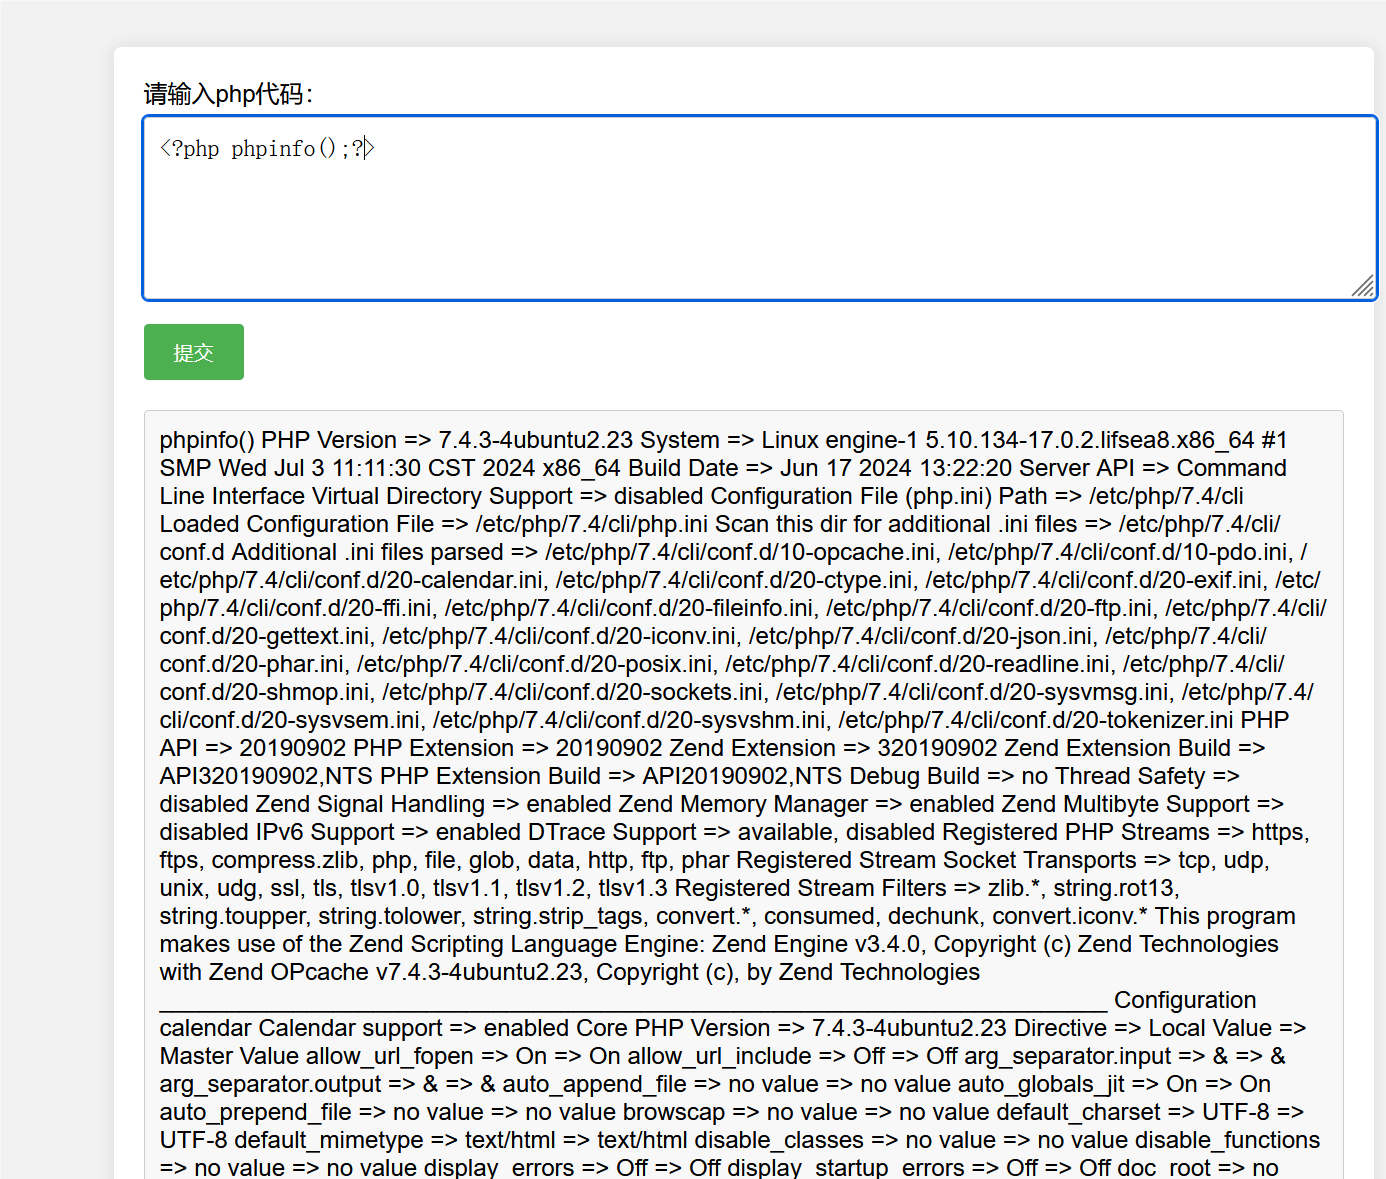 请输入php代码：
<?php phpinfo();?>
提交
phpinfo() PHP Version => 7.4.3-4ubuntu2.23 System => Linux engine-1 5.10.134-17.0.2.lifsea8.x86_64 #1
SMP Wed Jul 3 11:11:30 CST 2024 x86_64 Build Date => Jun 17 2024 13:22:20 Server API => Command
Line Interface Virtual Directory Support => disabled Configuration File (php.ini) Path => /etc/php/7.4/cli
Loaded Configuration File => /etc/php/7.4/cli/php.ini Scan this dir for additional .ini files => /etc/php/7.4/cli/
conf.d Additional .ini files parsed => /etc/php/7.4/cli/conf.d/10-opcache.ini, /etc/php/7.4/cli/conf.d/10-pdo.ini, /
etc/php/7.4/cli/conf.d/20-calendar.ini, /etc/php/7.4/cli/conf.d/20-ctype.ini, /etc/php/7.4/cli/conf.d/20-exif.ini, /etc/
php/7.4/cli/conf.d/20-ffi.ini, /etc/php/7.4/cli/conf.d/20-fileinfo.ini, /etc/php/7.4/cli/conf.d/20-ftp.ini, /etc/php/7.4/cli/
conf.d/20-gettext.ini, /etc/php/7.4/cli/conf.d/20-iconv.ini, /etc/php/7.4/cli/conf.d/20-json.ini, /etc/php/7.4/cli/
conf.d/20-phar.ini, /etc/php/7.4/cli/conf.d/20-posix.ini, /etc/php/7.4/cli/conf.d/20-readline.ini, /etc/php/7.4/cli/
conf.d/20-shmop.ini, /etc/php/7.4/cli/conf.d/20-sockets.ini, /etc/php/7.4/cli/conf.d/20-sysvmsg.ini, /etc/php/7.4/
cli/conf.d/20-sysvsem.ini, /etc/php/7.4/cli/conf.d/20-sysvshm.ini, /etc/php/7.4/cli/conf.d/20-tokenizer.ini PHP
API => 20190902 PHP Extension => 20190902 Zend Extension => 320190902 Zend Extension Build =>
API320190902,NTS PHP Extension Build => API20190902,NTS Debug Build => no Thread Safety =>
disabled Zend Signal Handling => enabled Zend Memory Manager => enabled Zend Multibyte Support =>
disabled IPv6 Support => enabled DTrace Support => available, disabled Registered PHP Streams => https,
ftps, compress.zlib, php, file, glob, data, http, ftp, phar Registered Stream Socket Transports => tcp, udp,
unix, udg, ssl, tls, tlsv1.0, tlsv1.1, tlsv1.2, tlsv1.3 Registered Stream Filters => zlib.*, string.rot13,
string.toupper, string.tolower, string.strip_tags, convert.*, consumed, dechunk, convert.iconv.* This program
makes use of the Zend Scripting Language Engine: Zend Engine v3.4.0, Copyright (c) Zend Technologies
with Zend OPcache v7.4.3-4ubuntu2.23, Copyright (c), by Zend Technologies
_______________________________________________________________________ Configuration
calendar Calendar support => enabled Core PHP Version => 7.4.3-4ubuntu2.23 Directive => Local Value =>
Master Value allow_url_fopen => On => On allow_url_include => Off => Off arg_separator.input => & => &
arg_separator.output => & => & auto_append_file => no value => no value auto_globals_jit => On => On
auto_prepend_file => no value => no value browscap => no value => no value default_charset => UTF-8 =>
UTF-8 default_mimetype => text/html => text/html disable_classes => no value => no value disable_functions
=> no value => no value display_errors => Off => Off display_startup_errors => Off => Off doc_root => no